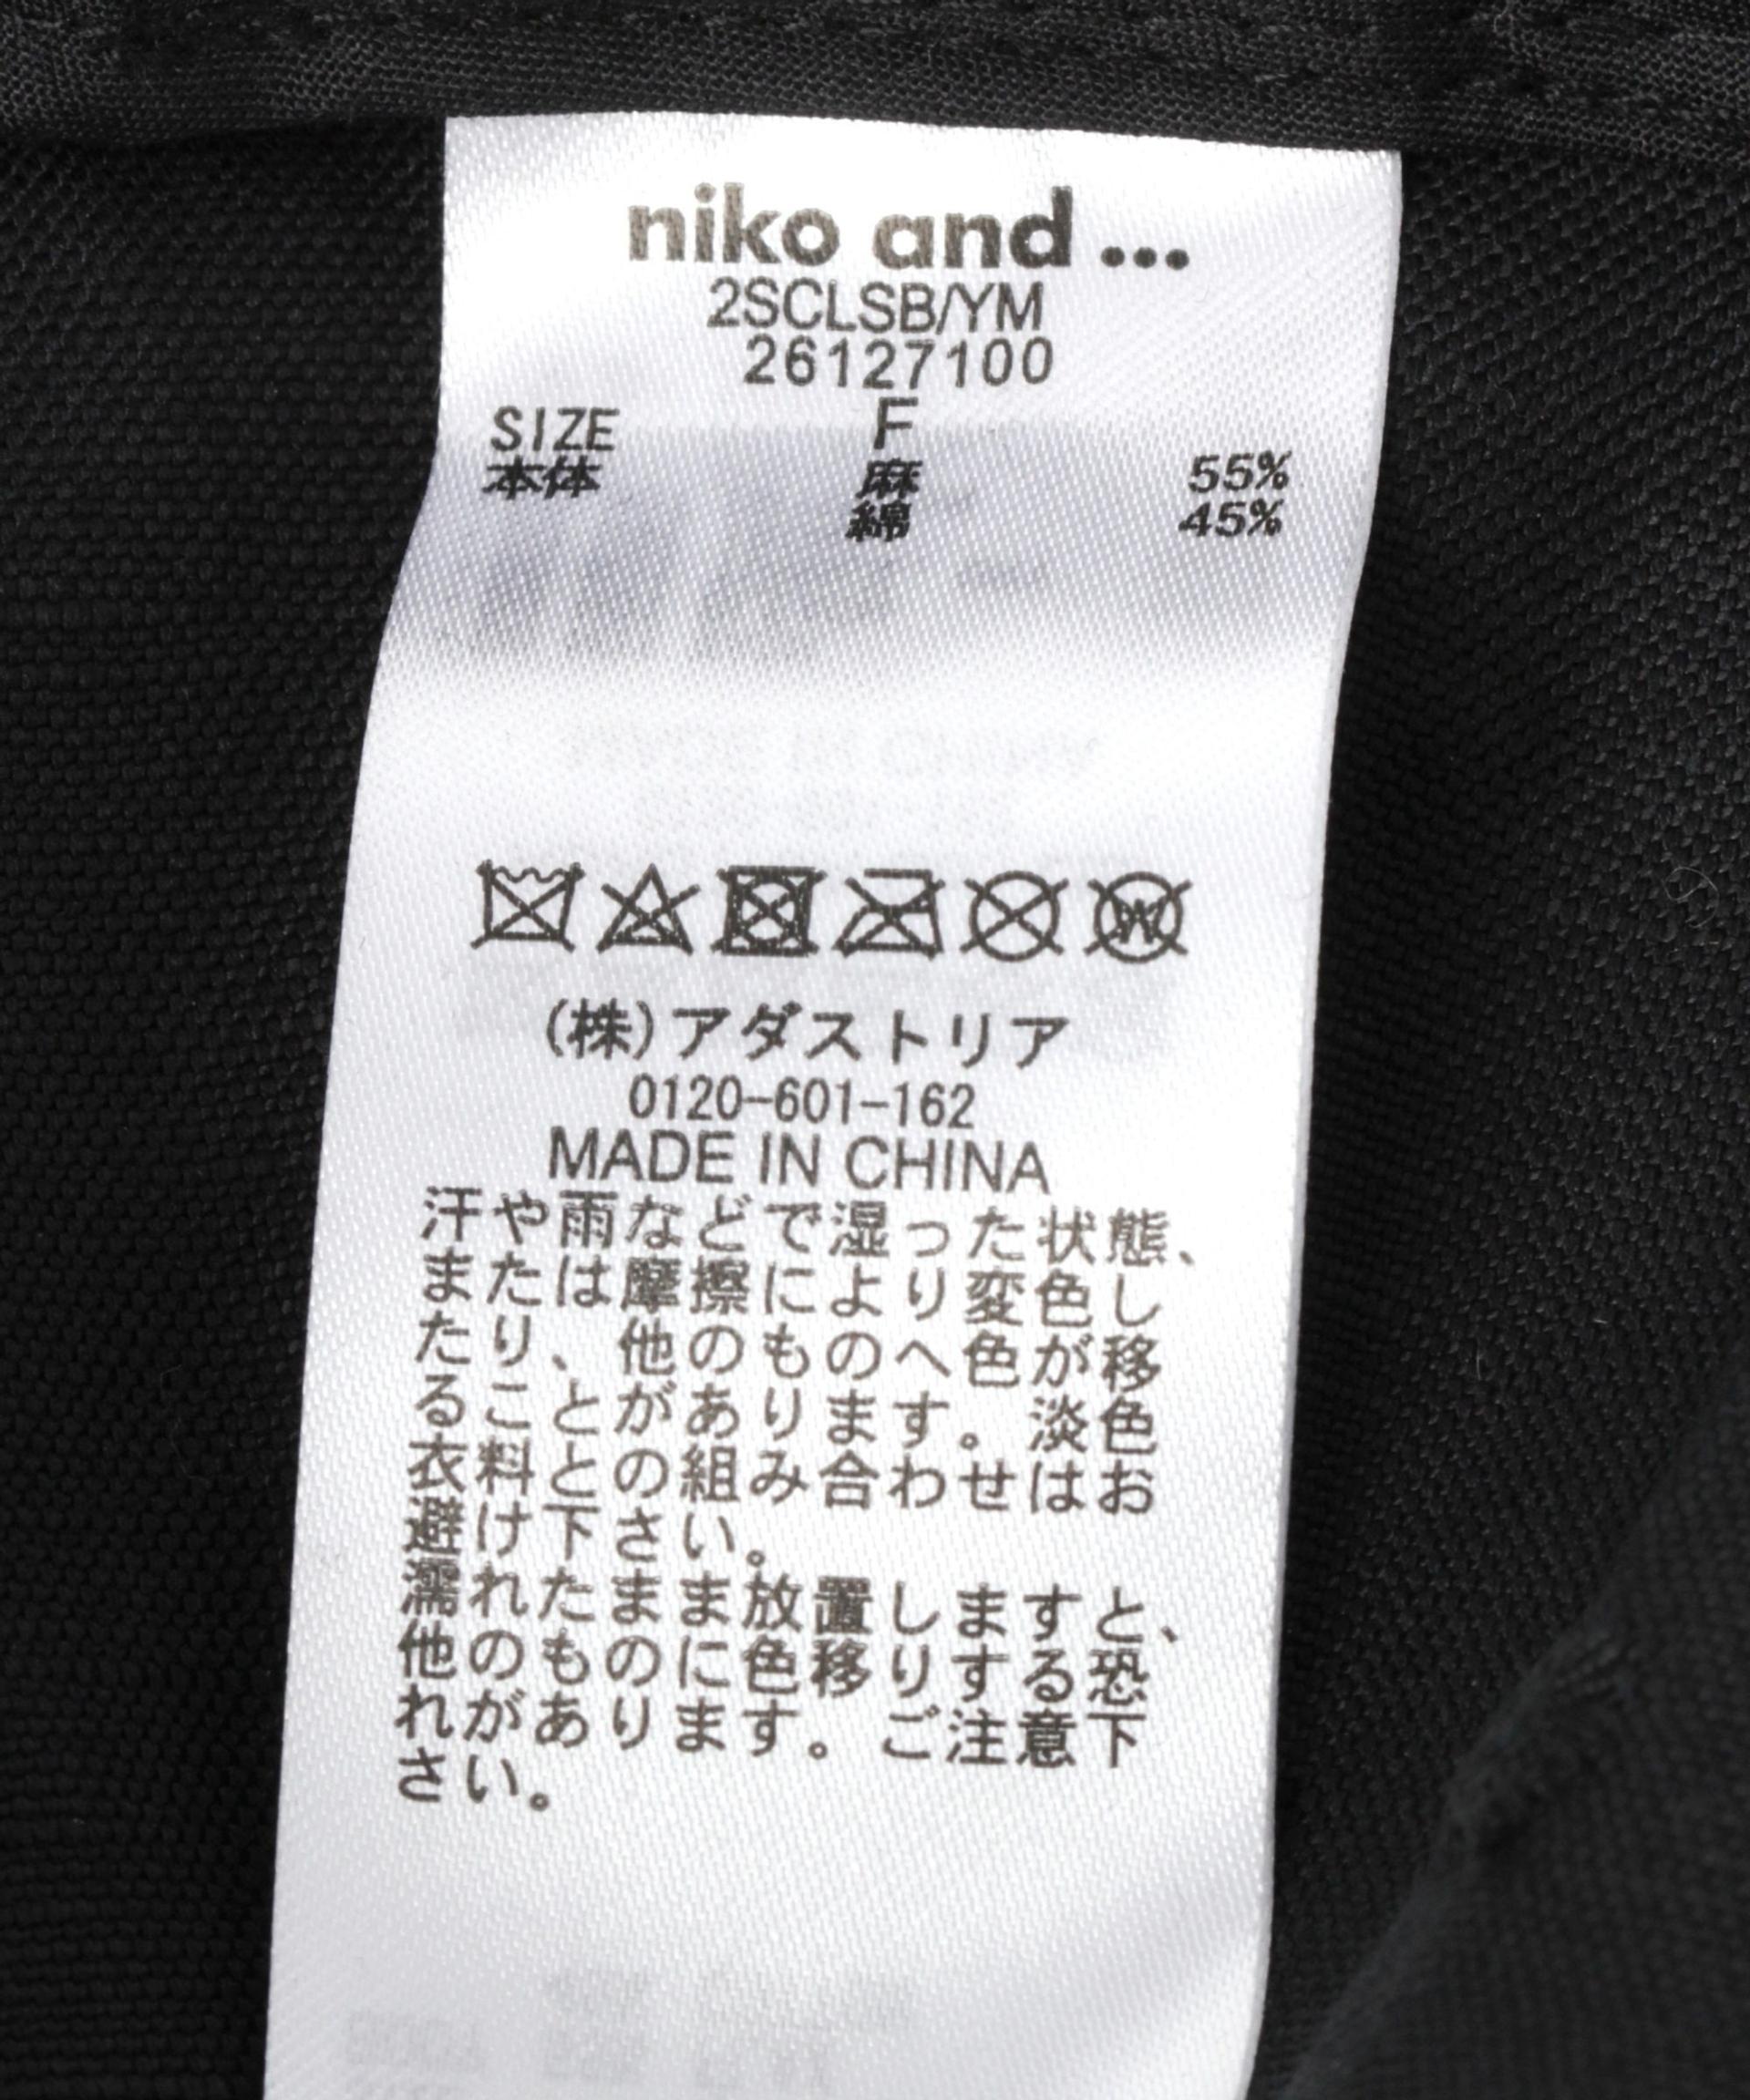 niko and ...
2SCLSB/YM
26127100
SIZE F
本体 麻 55%
綿 45%
(株)アダストリア
0120-601-162
MADE IN CHINA
汗や雨などで湿った状態、
または摩擦により変色し
たり、他のものへ色が移
ることがあります。淡色
衣料との組み合わせはお
避け下さい。
濡れたまま放置しますと、
他のものに色移りする恐
れがあります。ご注意下
さい。